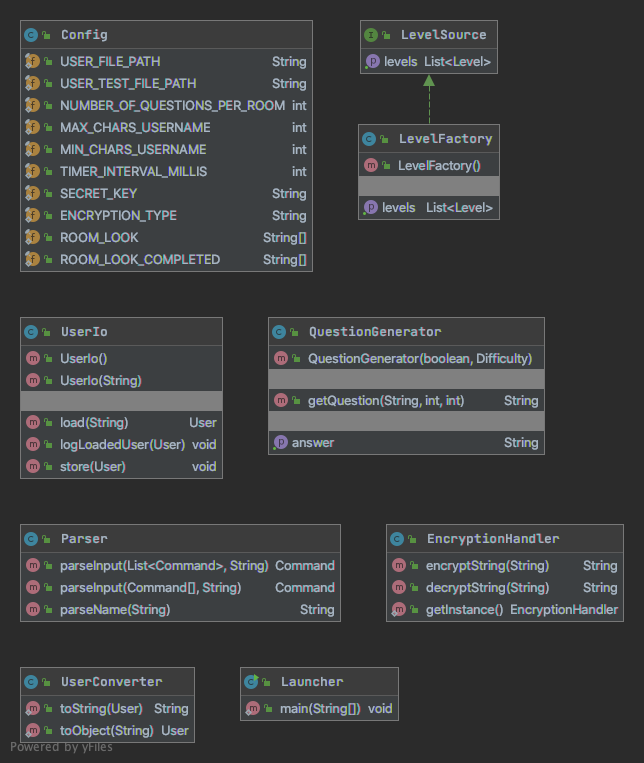 Config
USER_FILE_PATH String
USER_TEST_FILE_PATH String
NUMBER_OF_QUESTIONS_PER_ROOM int
MAX_CHARS_USERNAME int
MIN_CHARS_USERNAME int
TIMER_INTERVAL_MILLIS int
SECRET_KEY String
ENCRYPTION_TYPE String
ROOM_LOOK String[]
ROOM_LOOK_COMPLETED String[]
LevelSource
levels List<Level>
LevelFactory
LevelFactory()
levels List<Level>
UserIo
UserIo()
UserIo(String)
load(String) User
logLoadedUser(User) void
store(User) void
QuestionGenerator
QuestionGenerator(boolean, Difficulty)
getQuestion(String, int, int) String
answer String
Parser
parseInput(List<Command>, String) Command
parseInput(Command[], String) Command
parseName(String) String
EncryptionHandler
encryptString(String) String
decryptString(String) String
getInstance() EncryptionHandler
UserConverter
toString(User) String
toObject(String) User
Launcher
main(String[]) void
Powered by yFiles